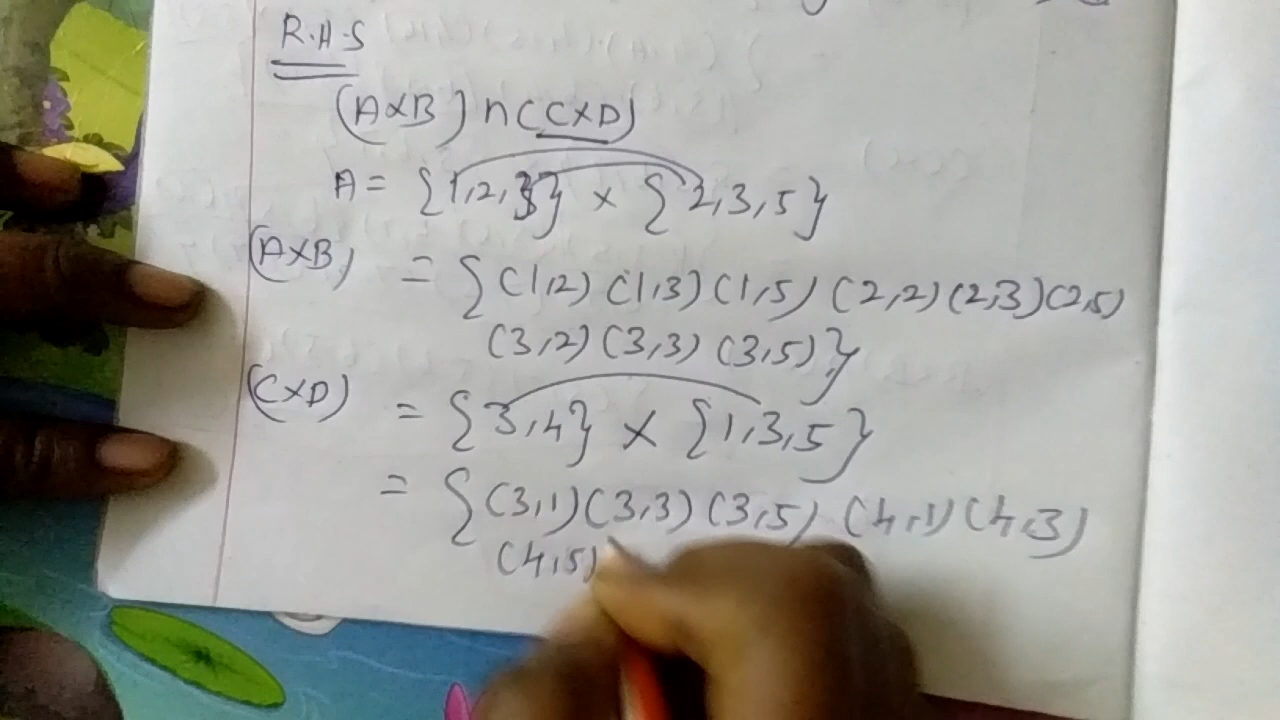 R.H.S
(A×B) ∩ (C×D)
A = {1,2,3} × {2,3,5}
(A×B) = {(1,2) (1,3) (1,5) (2,2) (2,3) (2,5)
(3,2) (3,3) (3,5)}
(C×D) = {3,4} × {1,3,5}
= {(3,1) (3,3) (3,5) (4,1) (4,3)
(4,5)